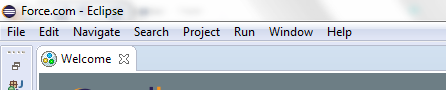 Force.com - Eclipse
File Edit Navigate Search Project Run Window Help
Welcome